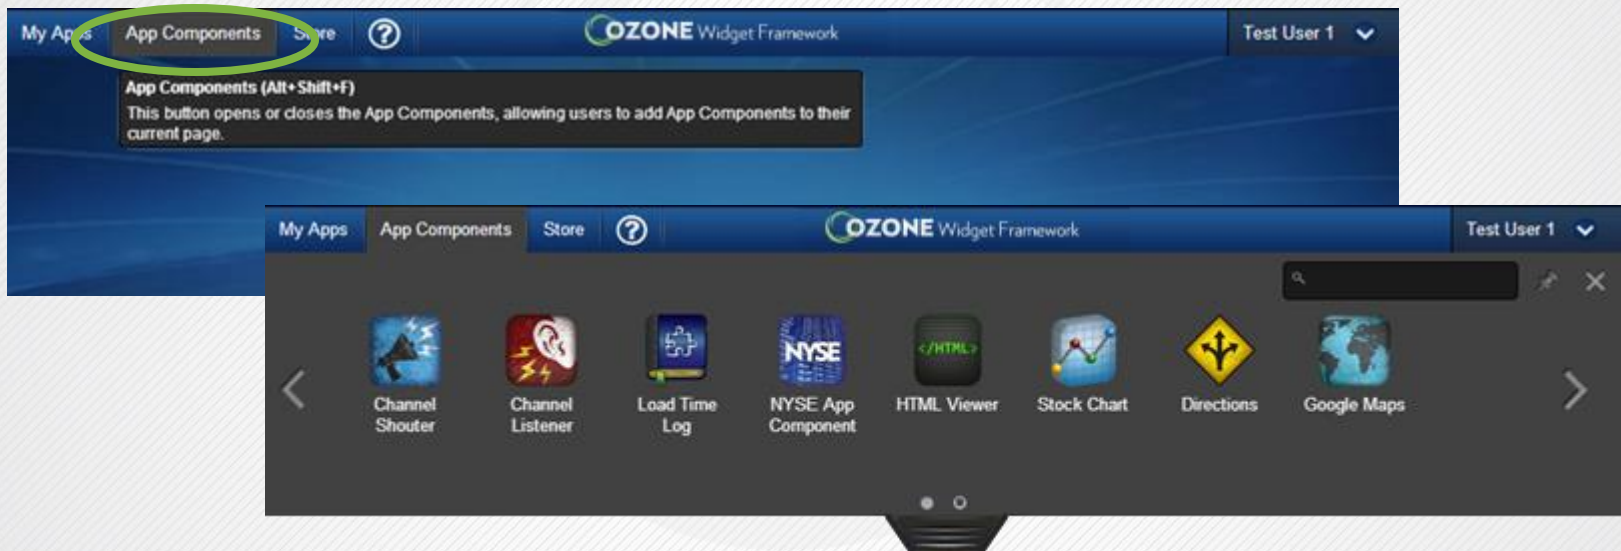 My Apps App Components Store ? OZONE Widget Framework Test User 1
App Components (Alt+Shift+F)
This button opens or closes the App Components, allowing users to add App Components to their
current page.
My Apps App Components Store ? OZONE Widget Framework Test User 1
NYSE
</HTML>
Channel
Shouter
Channel
Listener
Load Time
Log
NYSE App
Component
HTML Viewer
Stock Chart
Directions
Google Maps